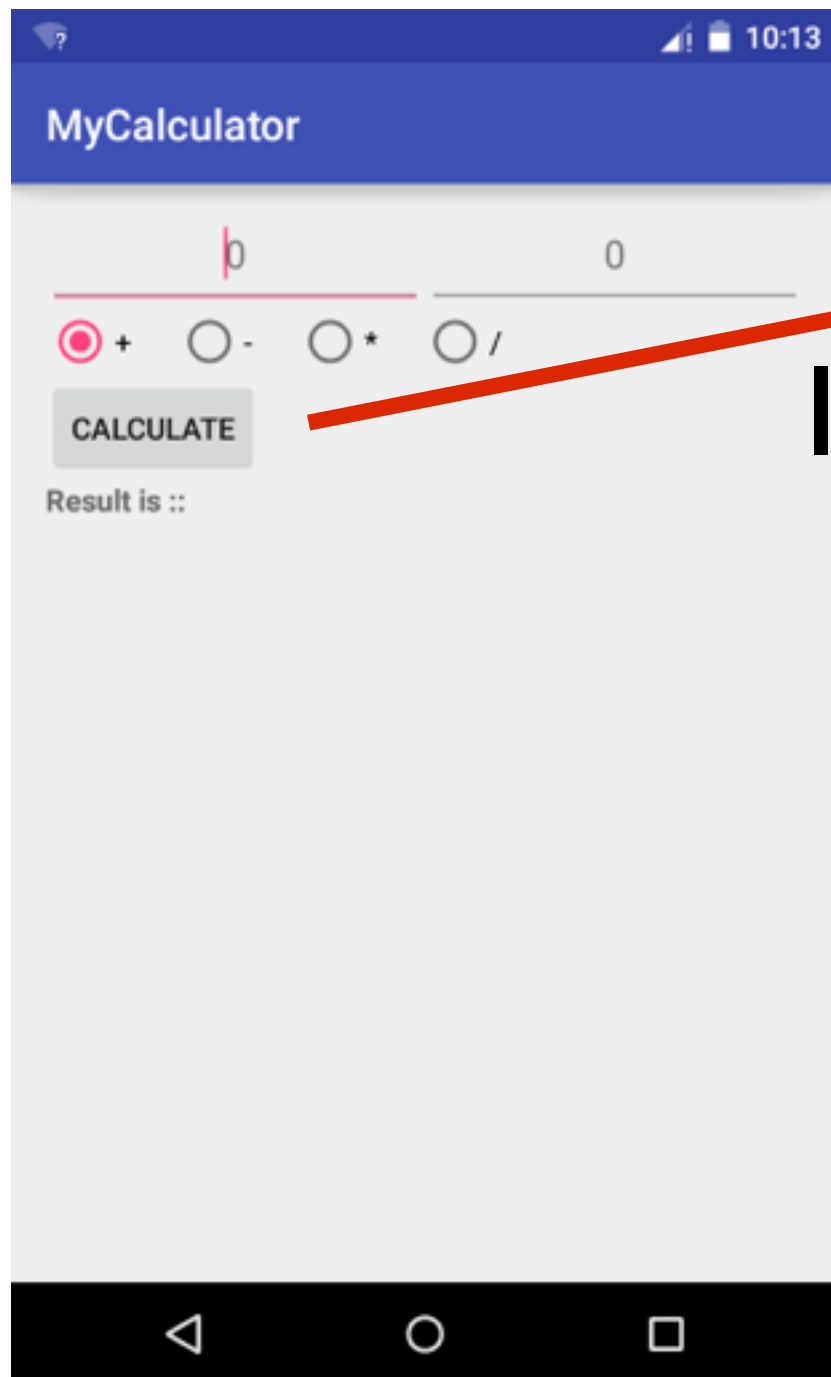 10:13
MyCalculator
0 0
+ - * /
CALCULATE
Result is ::